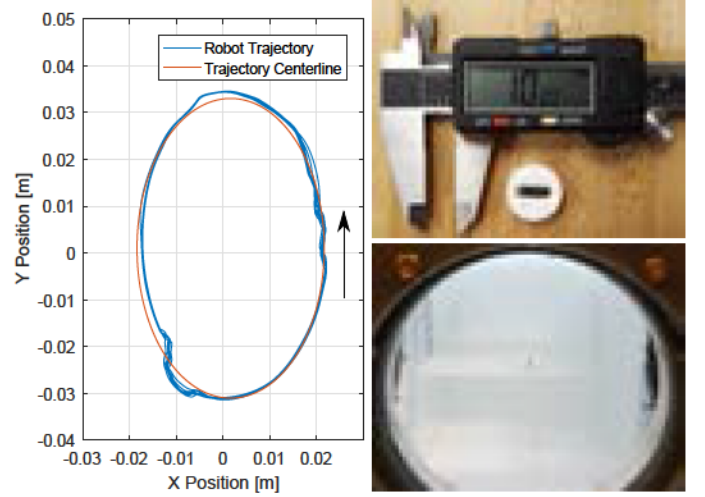 0.05
0.04
0.03
0.02
0.01
0
-0.01
-0.02
-0.03
-0.04
Y Position [m]
Robot Trajectory
Trajectory Centerline
-0.03 -0.02 -0.01 0 0.01 0.02
X Position [m]